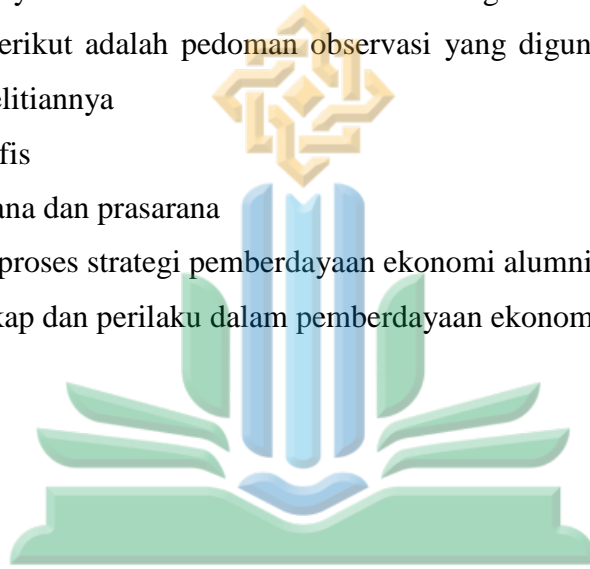 erikut adalah pedoman observasi yang digun
elitiannya
fis
ana dan prasarana
proses strategi pemberdayaan ekonomi alumni
kap dan perilaku dalam pemberdayaan ekonom